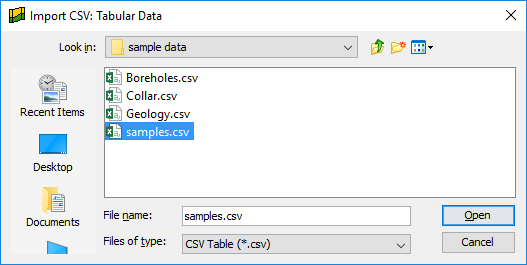 Import CSV: Tabular Data
Look in: sample data
Recent Items
Desktop
Documents
Boreholes.csv
Collar.csv
Geology.csv
samples.csv
File name: samples.csv Open
Files of type: CSV Table (*.csv) Cancel